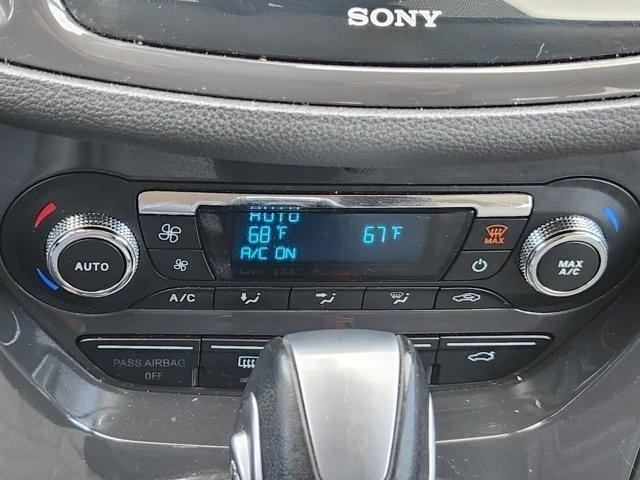 SONY
AUTO
68°F 67°F
A/C ON
MAX
AUTO
MAX
A/C
A/C
PASS AIRBAG
OFF